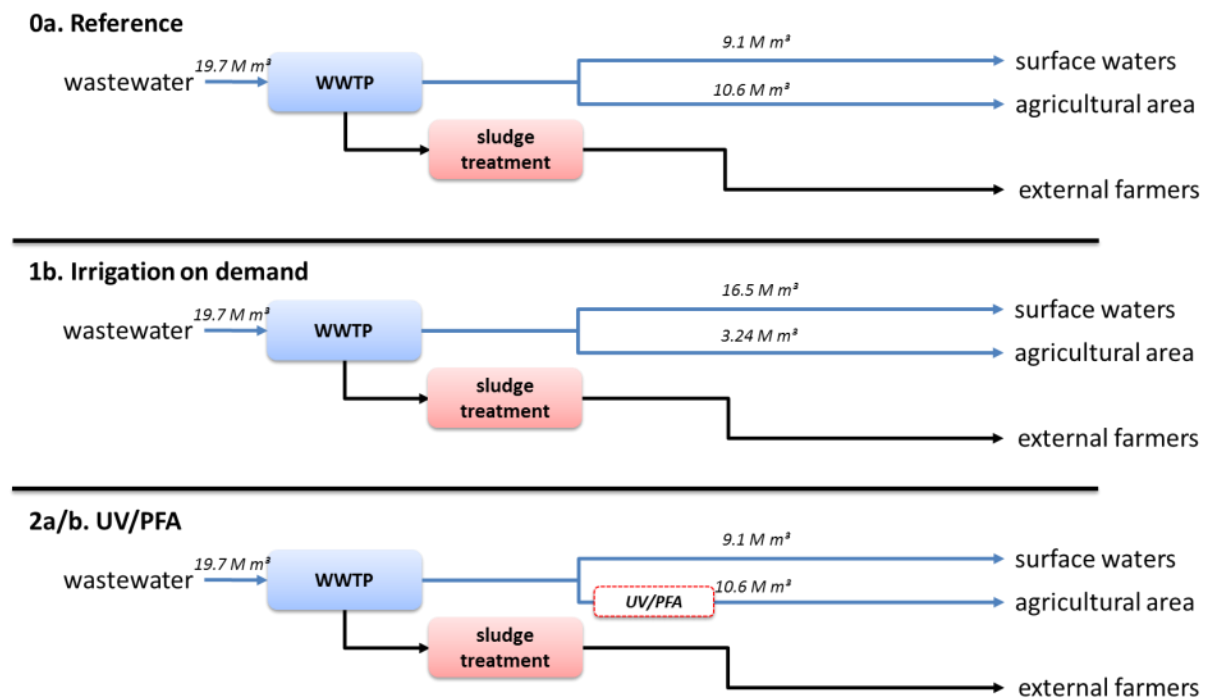 0a. Reference
9.1 M m³
19.7 M m³
surface waters
wastewater
WWTP
10.6 M m³
agricultural area
sludge
treatment
external farmers
1b. Irrigation on demand
16.5 M m³
19.7 M m³
surface waters
wastewater
WWTP
3.24 M m³
agricultural area
sludge
treatment
external farmers
2a/b. UV/PFA
9.1 M m³
19.7 M m³
surface waters
wastewater
WWTP
10.6 M m³
UV/PFA
agricultural area
sludge
treatment
external farmers